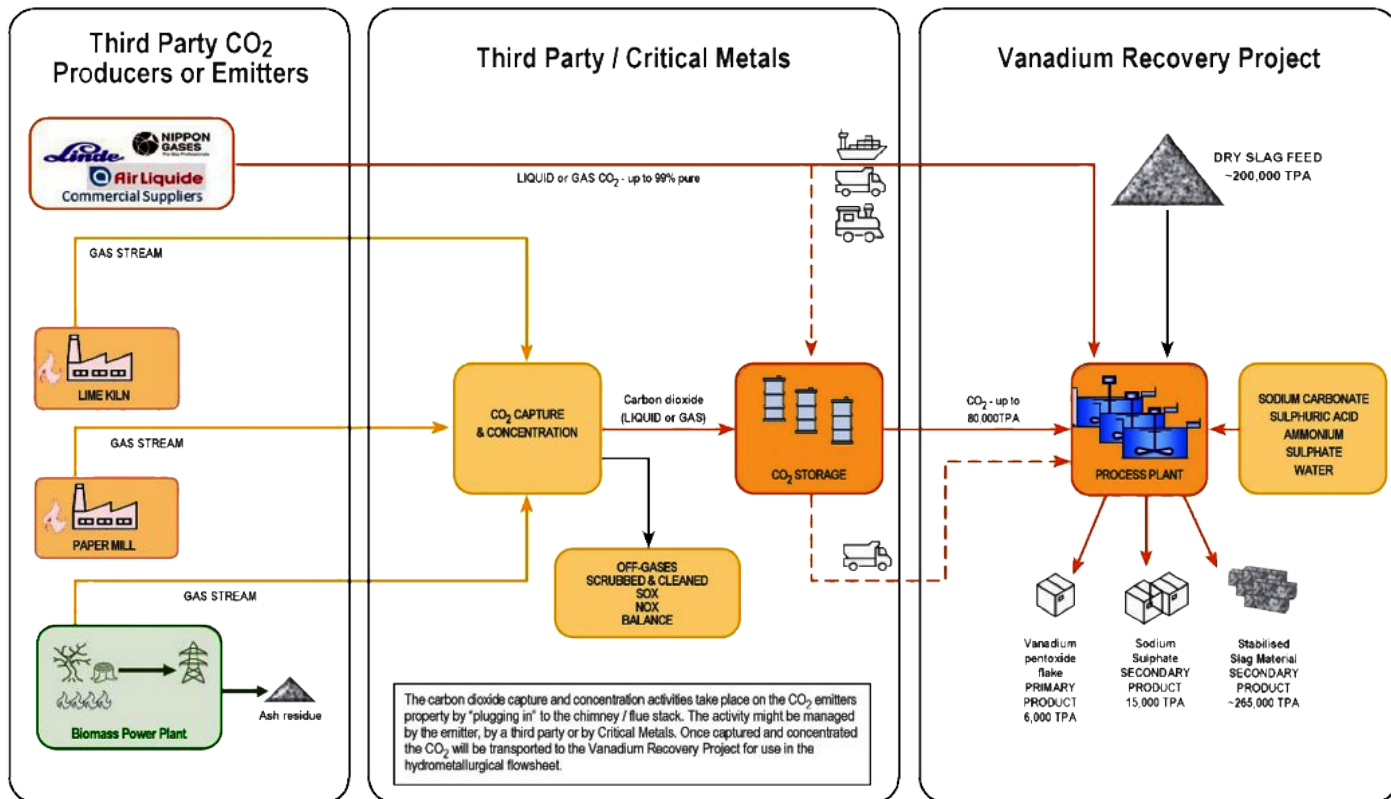 Third Party CO2
Producers or Emitters
Linde
NIPPON
GASES
The Gas Professionals
Air Liquide
Commercial Suppliers
GAS STREAM
LIME KILN
GAS STREAM
PAPER MILL
GAS STREAM
Biomass Power Plant
Ash residue
Third Party / Critical Metals
LIQUID or GAS CO2 - up to 99% pure
CO2 CAPTURE
& CONCENTRATION
Carbon dioxide
(LIQUID or GAS)
CO2 STORAGE
OFF-GASES
SCRUBBED & CLEANED
SOX
NOX
BALANCE
The carbon dioxide capture and concentration activities take place on the CO2 emitters
property by "plugging in" to the chimney / flue stack. The activity might be managed
by the emitter, by a third party or by Critical Metals. Once captured and concentrated
the CO2 will be transported to the Vanadium Recovery Project for use in the
hydrometallurgical flowsheet.
Vanadium Recovery Project
DRY SLAG FEED
~200,000 TPA
CO2 - up to
80,000TPA
PROCESS PLANT
SODIUM CARBONATE
SULPHURIC ACID
AMMONIUM
SULPHATE
WATER
Vanadium
pentoxide
flake
PRIMARY
PRODUCT
6,000 TPA
Sodium
Sulphate
SECONDARY
PRODUCT
15,000 TPA
Stabilised
Slag Material
SECONDARY
PRODUCT
~265,000 TPA